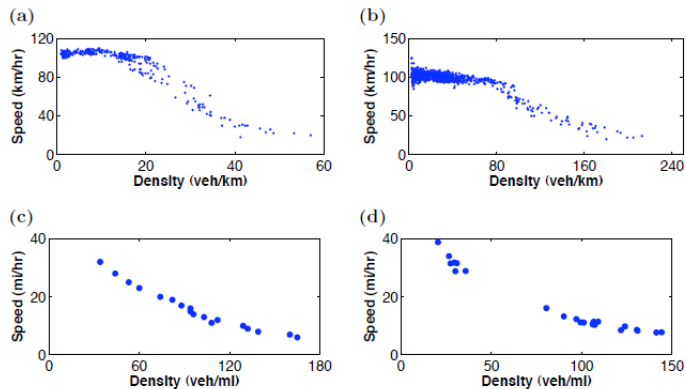 (a)
(b)
120
80
40
0
Speed (km/hr)
0
20
40
60
Density (veh/km)
150
100
50
0
Speed (km/hr)
0
80
160
240
Density (veh/km)
(c)
(d)
40
20
0
Speed (mi/hr)
0
60
120
180
Density (veh/mi)
40
20
0
Speed (mi/hr)
0
50
100
150
Density (veh/mi)